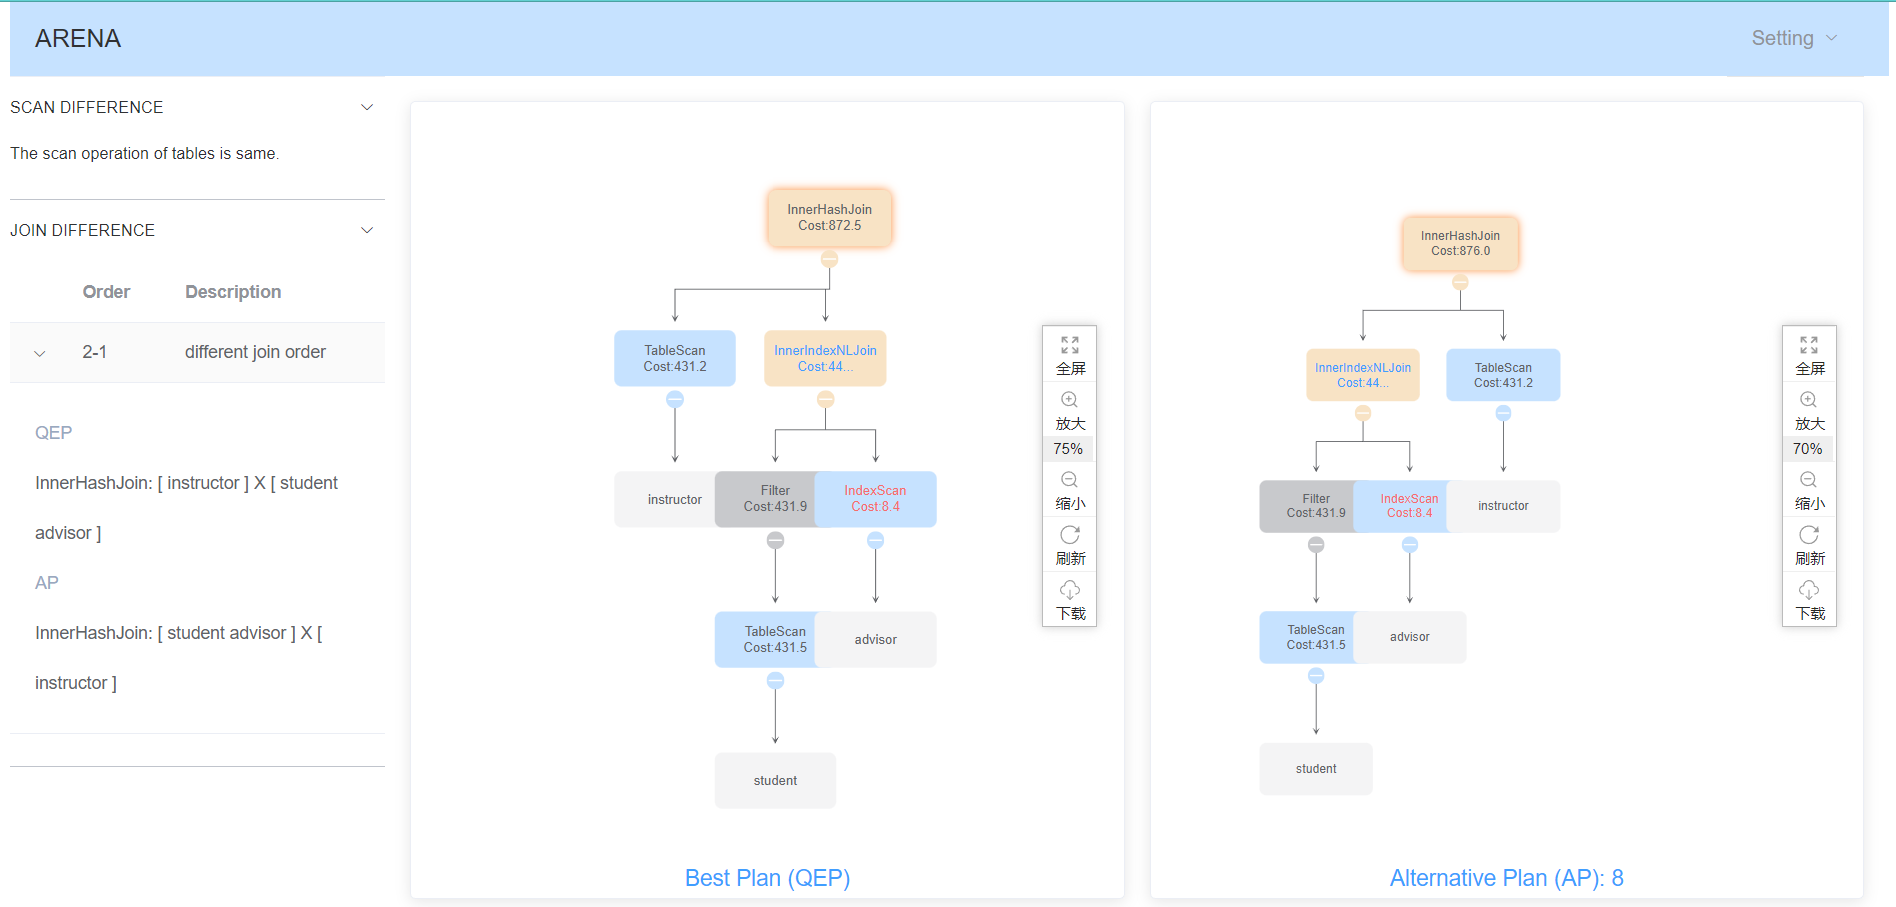 ARENA
Setting
SCAN DIFFERENCE
The scan operation of tables is same.
JOIN DIFFERENCE
Order Description
2-1 different join order
QEP
InnerHashJoin: [ instructor ] X [ student
advisor ]
AP
InnerHashJoin: [ student advisor ] X [
instructor ]
InnerHashJoin
Cost:872.5
TableScan
Cost:431.2
InnerIndexNLJoin
Cost:44...
instructor
Filter
Cost:431.9
IndexScan
Cost:8.4
TableScan
Cost:431.5
advisor
student
全屏
放大
75%
缩小
刷新
下载
Best Plan (QEP)
InnerHashJoin
Cost:876.0
InnerIndexNLJoin
Cost:44...
TableScan
Cost:431.2
Filter
Cost:431.9
IndexScan
Cost:8.4
instructor
TableScan
Cost:431.5
advisor
student
全屏
放大
70%
缩小
刷新
下载
Alternative Plan (AP): 8